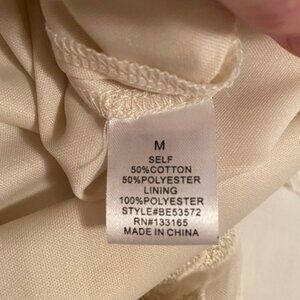 M
SELF
50%COTTON
50%POLYESTER
LINING
100%POLYESTER
STYLE#BE53572
RN#133165
MADE IN CHINA